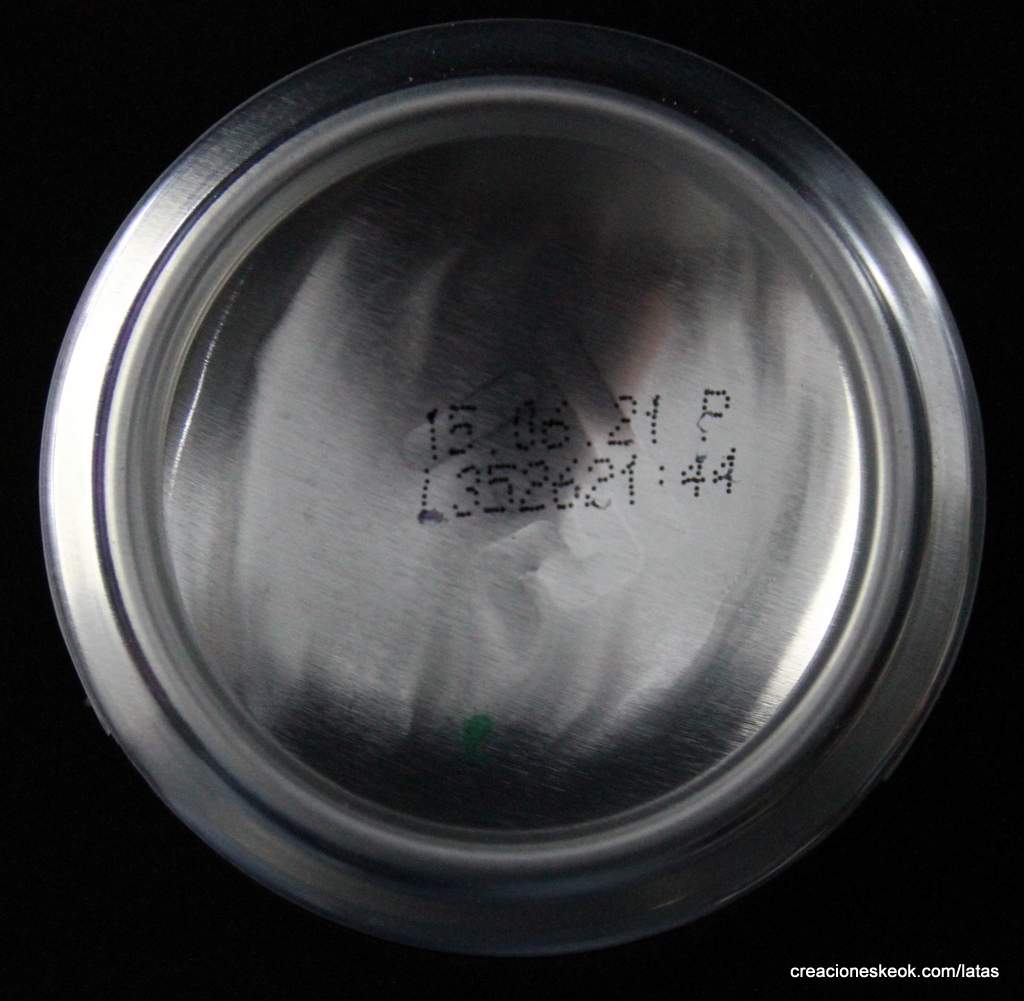 15.06.21 P
L352621:44
creacioneskeok.com/latas